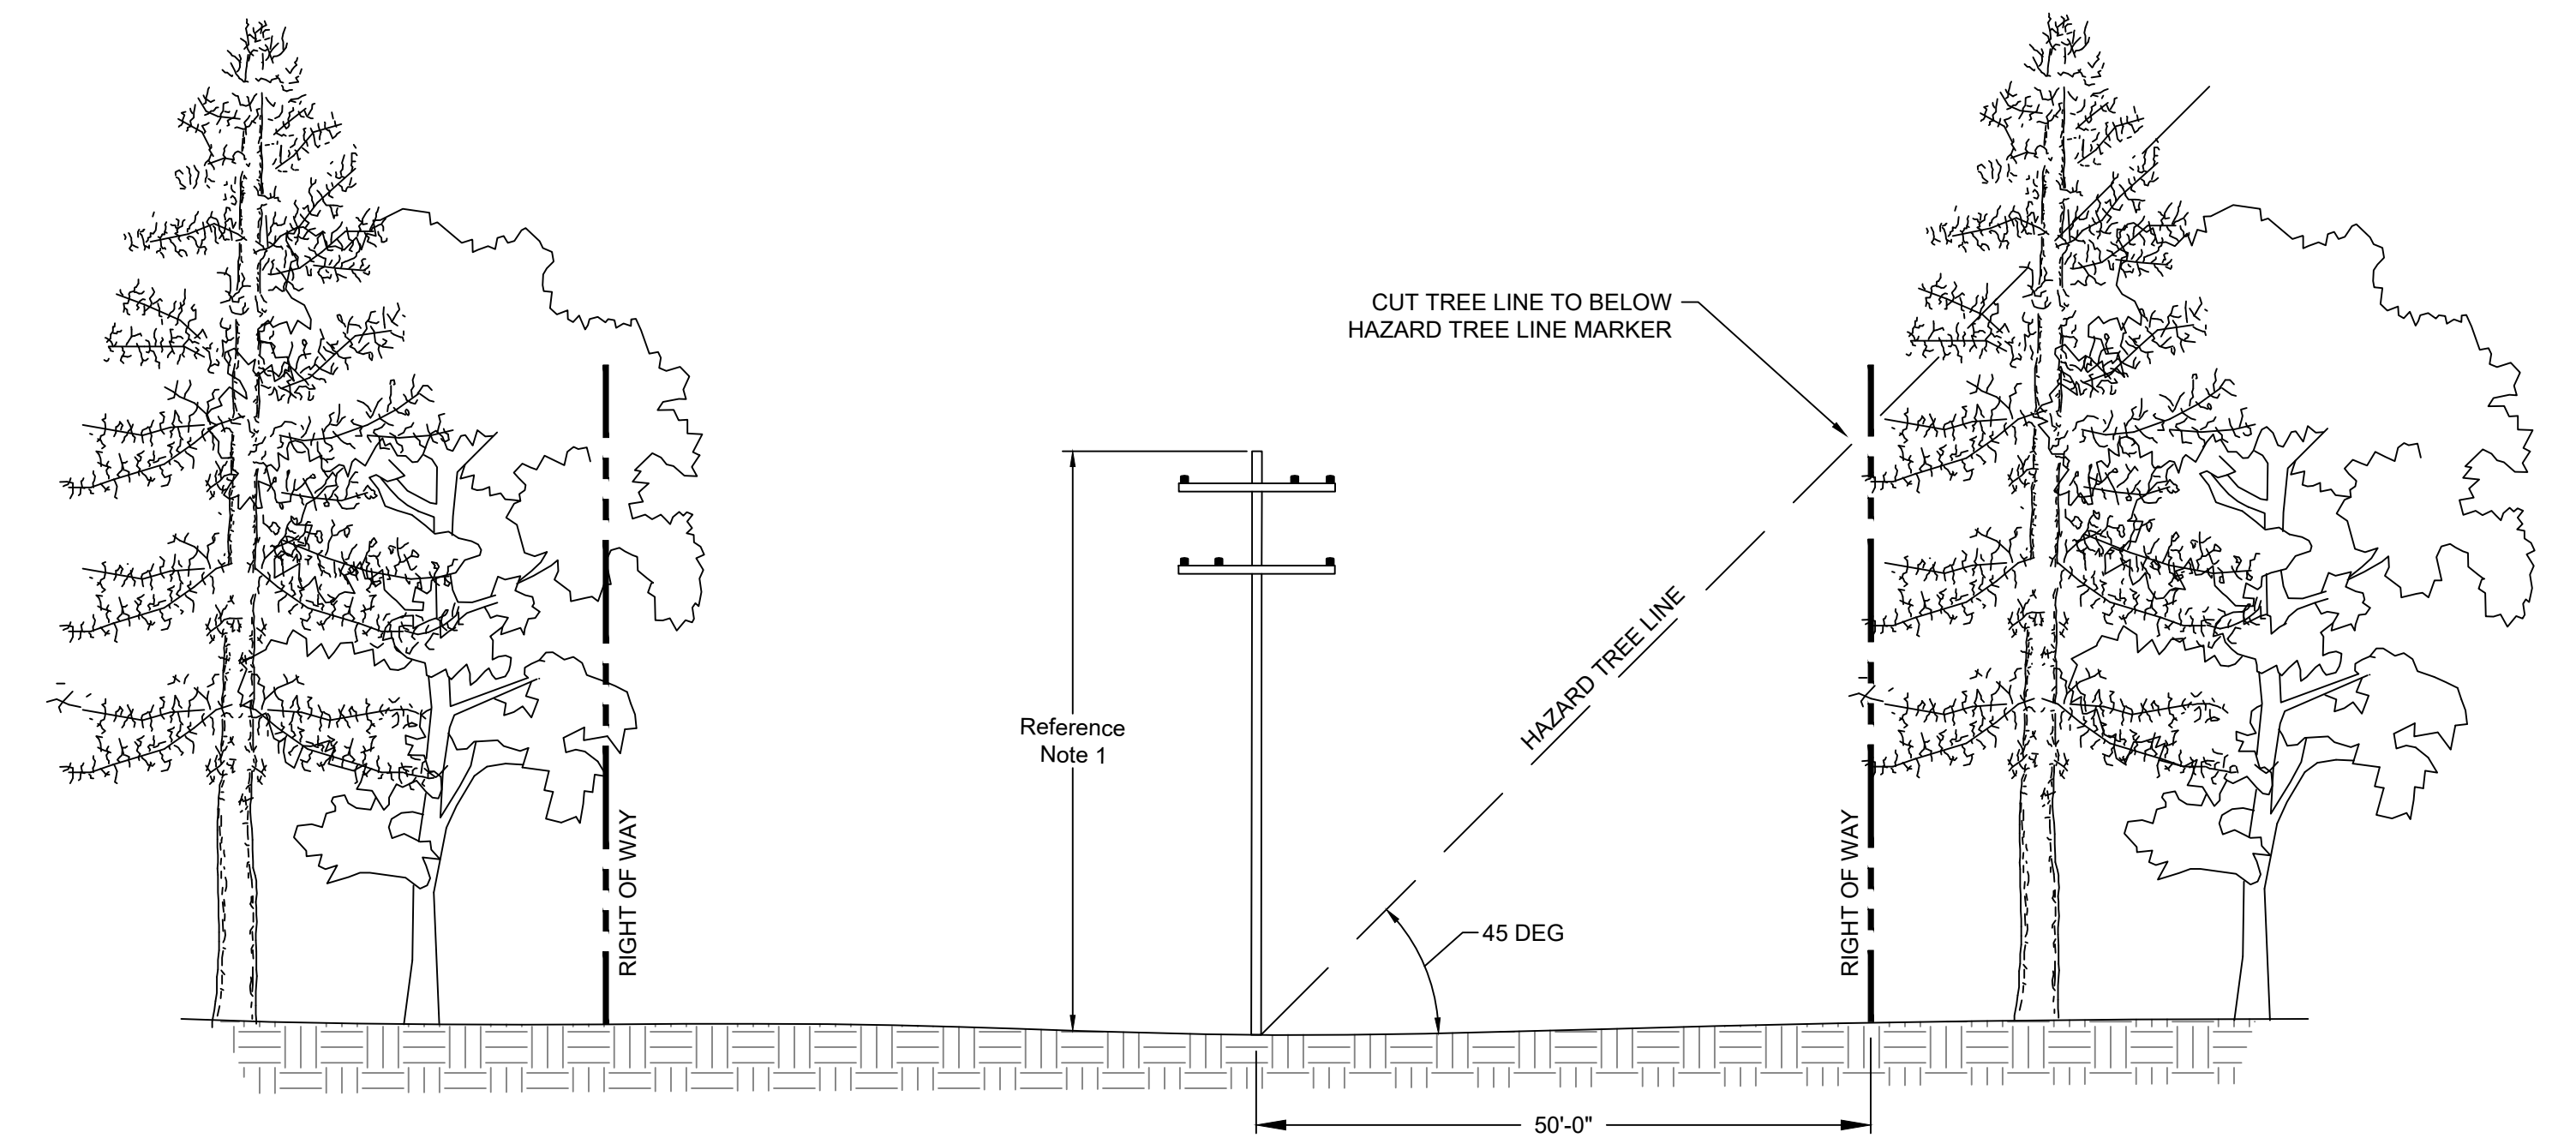 CUT TREE LINE TO BELOW
HAZARD TREE LINE MARKER
HAZARD TREE LINE
Reference
Note 1
RIGHT OF WAY
RIGHT OF WAY
45 DEG
50'-0"